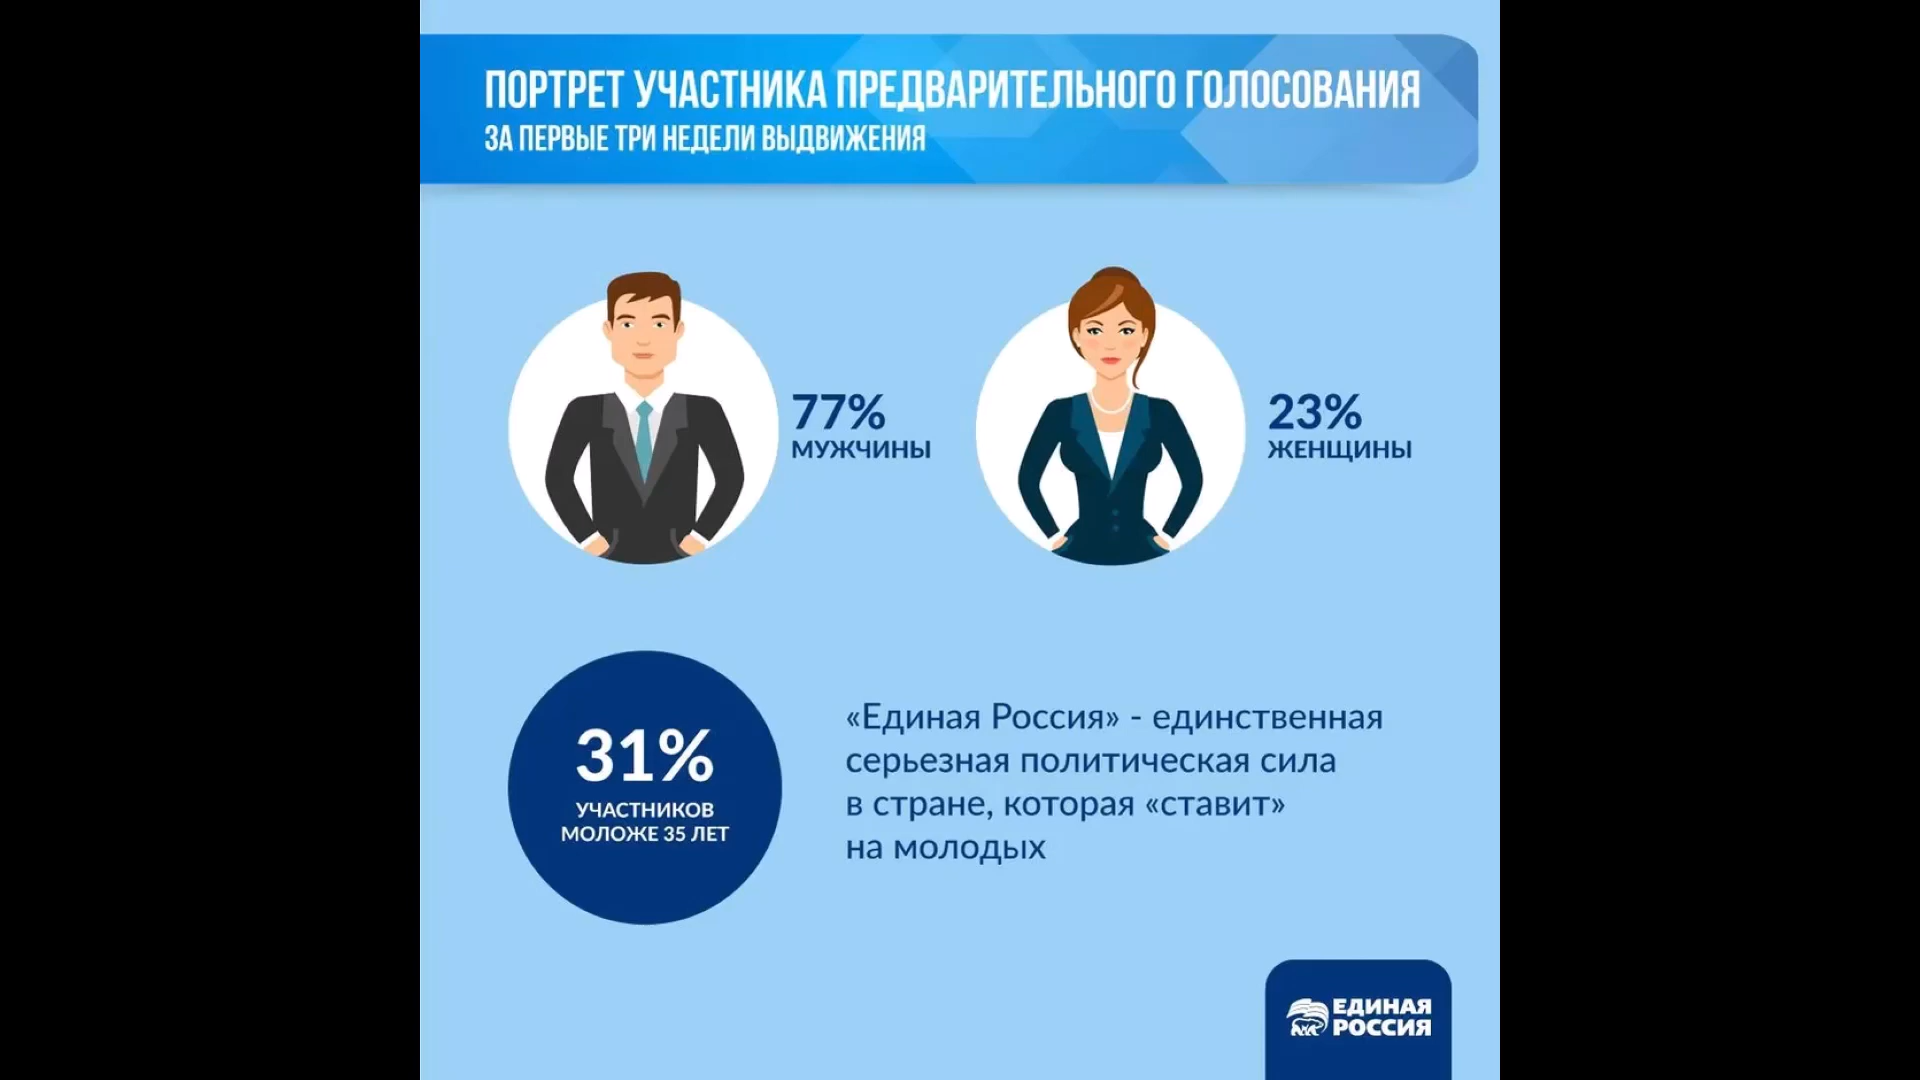 ПОРТРЕТ УЧАСТНИКА ПРЕДВАРИТЕЛЬНОГО ГОЛОСОВАНИЯ
ЗА ПЕРВЫЕ ТРИ НЕДЕЛИ ВЫДВИЖЕНИЯ
77%
МУЖЧИНЫ
23%
ЖЕНЩИНЫ
31%
УЧАСТНИКОВ
МОЛОЖЕ 35 ЛЕТ
«Единая Россия» - единственная
серьезная политическая сила
в стране, которая «ставит»
на молодых
ЕДИНАЯ
РОССИЯ